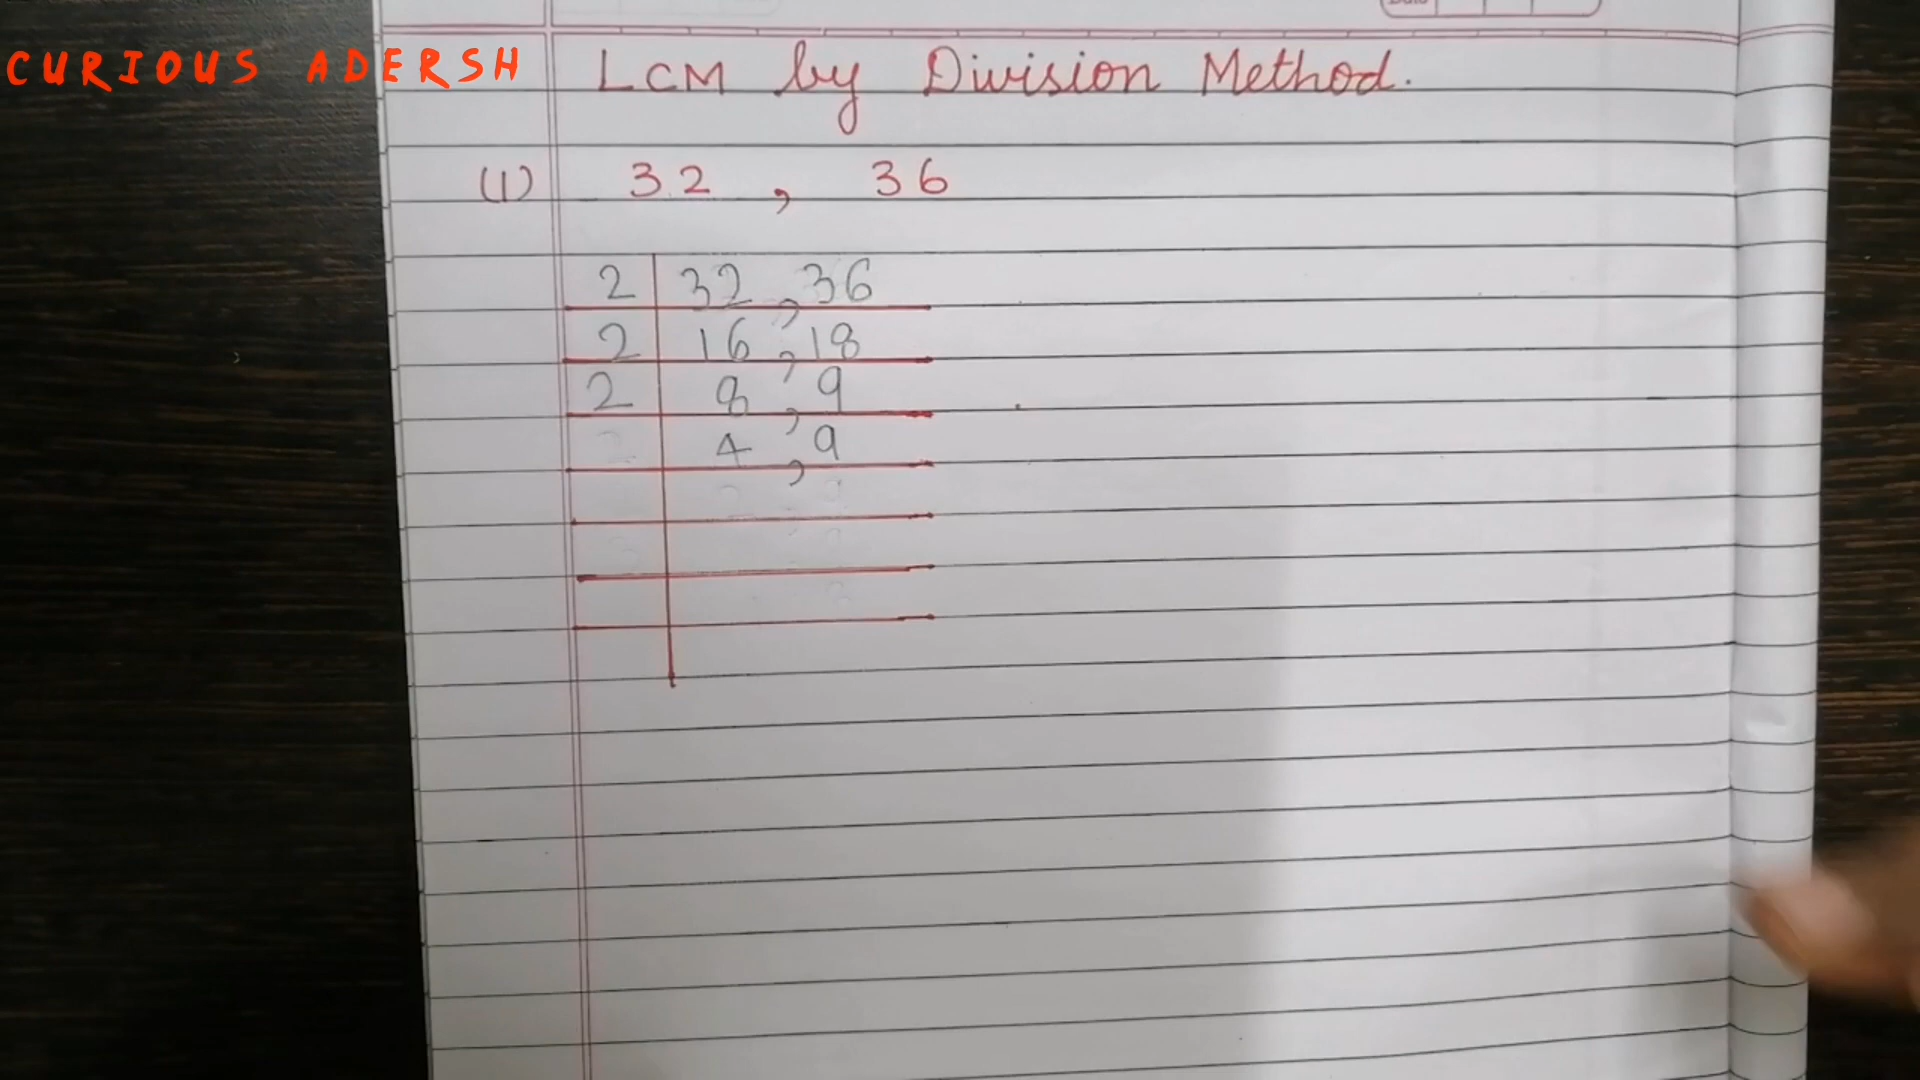 CURIOUS ADERSH
LCM by Division Method.
(1) 32 , 36
2 | 32 , 36
2 | 16 , 18
2 | 8 , 9
4 , 9